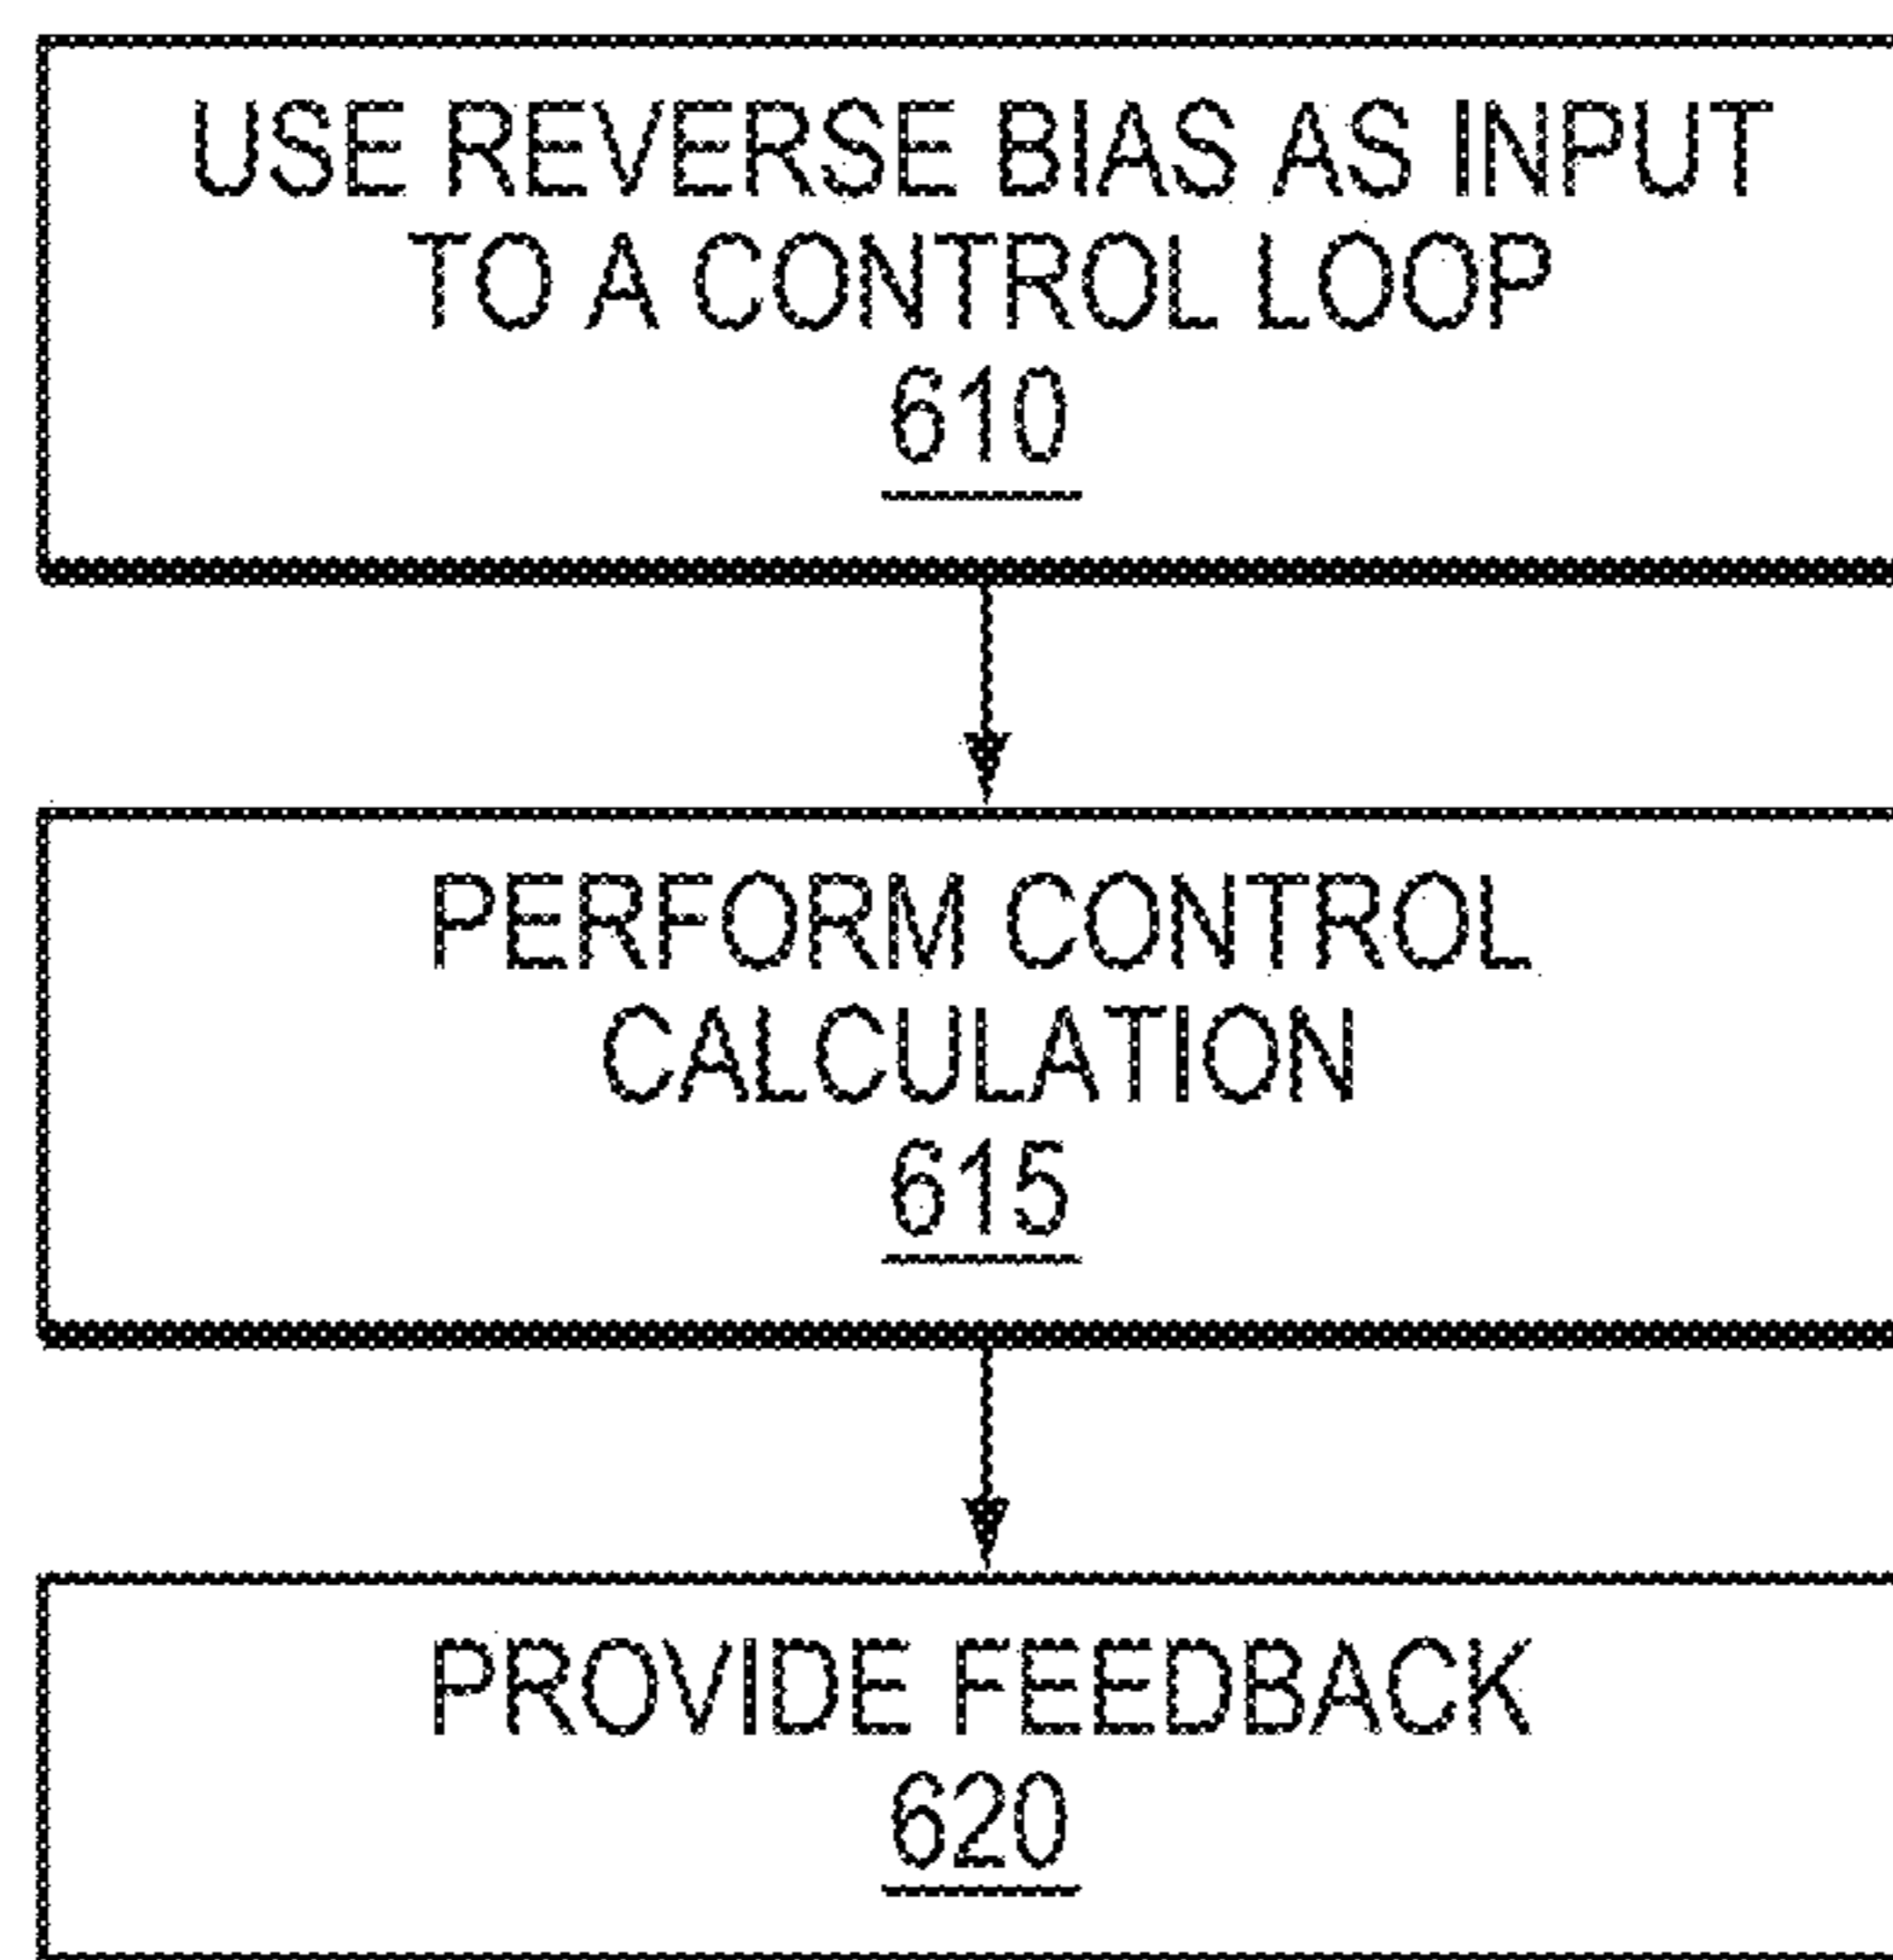 USE REVERSE BIAS AS INPUT
TO A CONTROL LOOP
610
PERFORM CONTROL
CALCULATION
615
PROVIDE FEEDBACK
620